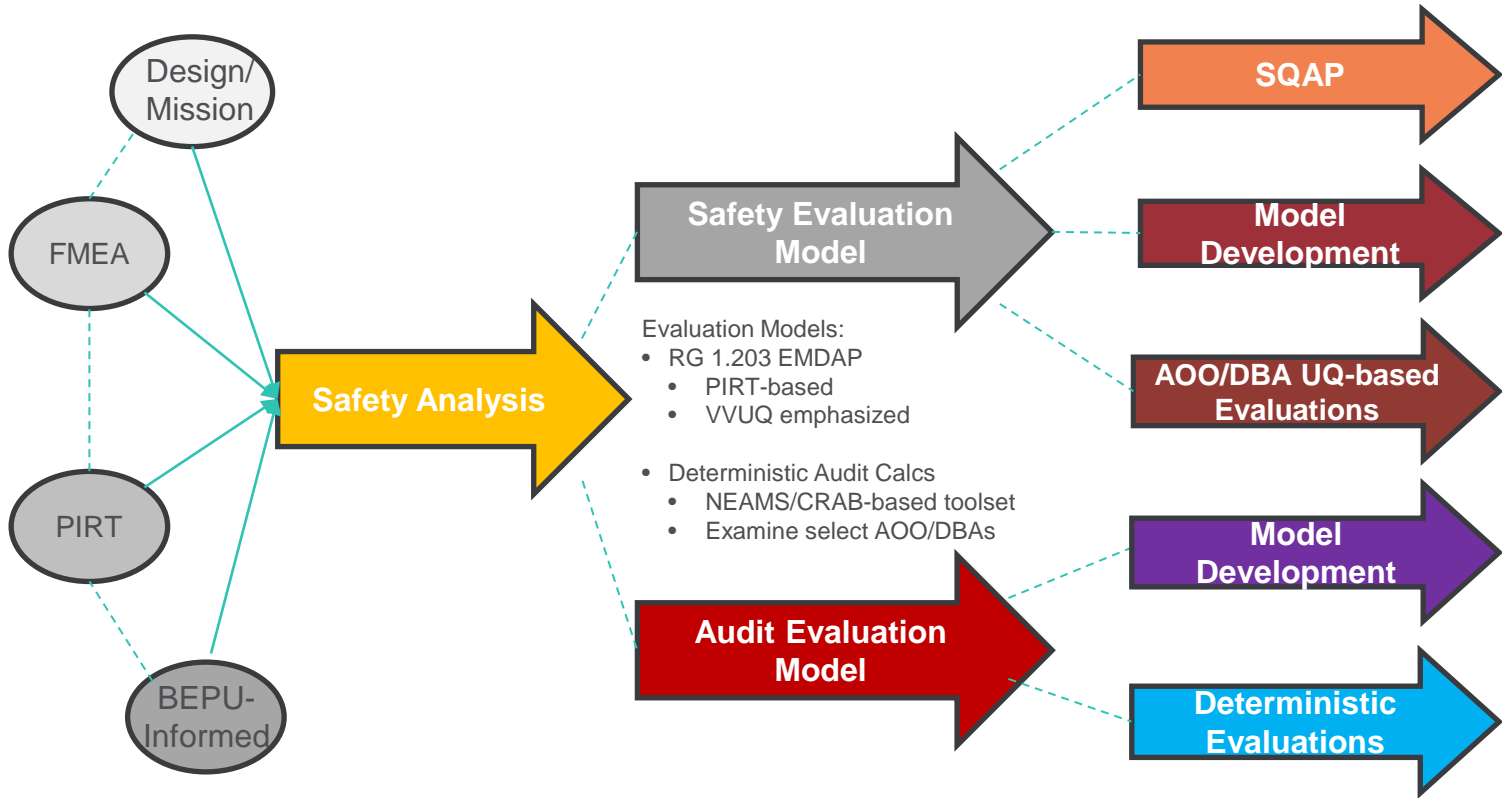 Design/
Mission
FMEA
PIRT
BEPU-
Informed
Safety Analysis
Safety Evaluation
Model
Evaluation Models:
• RG 1.203 EMDAP
• PIRT-based
• VVUQ emphasized
• Deterministic Audit Calcs
• NEAMS/CRAB-based toolset
• Examine select AOO/DBAs
Audit Evaluation
Model
SQAP
Model
Development
AOO/DBA UQ-based
Evaluations
Model
Development
Deterministic
Evaluations